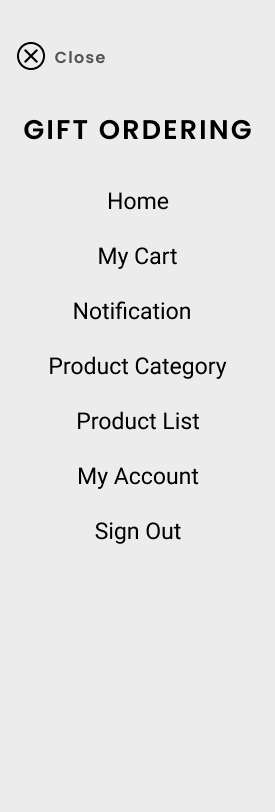 Close
GIFT ORDERING
Home
My Cart
Notification
Product Category
Product List
My Account
Sign Out